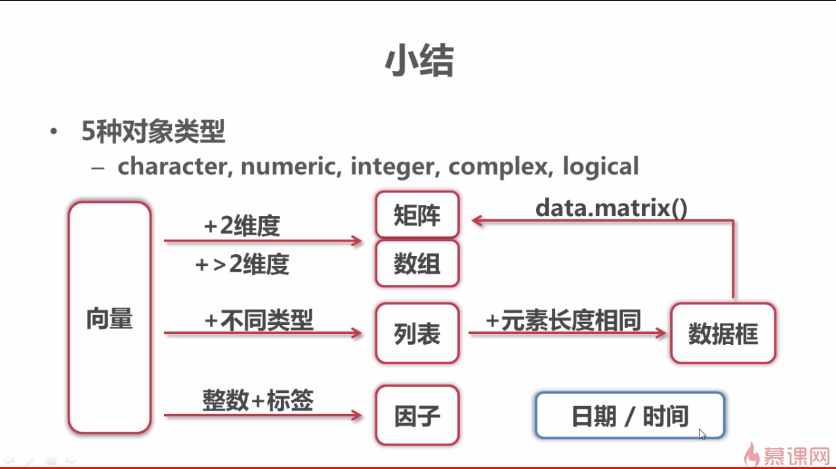 小结
• 5种对象类型
– character, numeric, integer, complex, logical
向量
+2维度
+>2维度
矩阵
数组
data.matrix()
+不同类型
列表
+元素长度相同
数据框
整数+标签
因子
日期 / 时间
慕课网